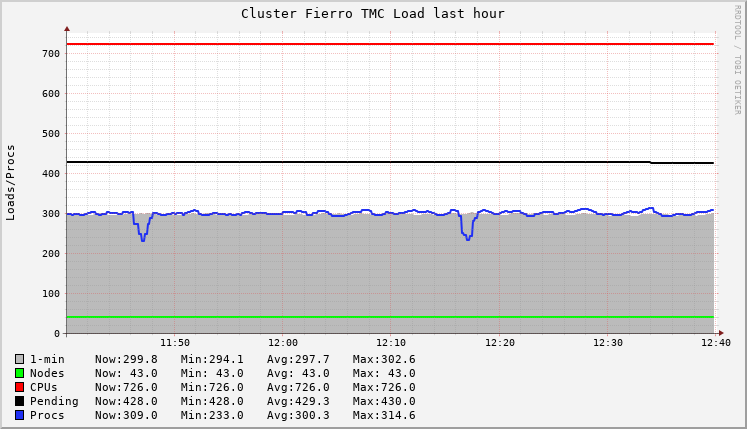 Cluster Fierro TMC Load last hour
RRDTOOL / TOBI OETIKER
Loads/Procs
700
600
500
400
300
200
100
0
11:50 12:00 12:10 12:20 12:30 12:40
1-min Now:299.8 Min:294.1 Avg:297.7 Max:302.6
Nodes Now: 43.0 Min: 43.0 Avg: 43.0 Max: 43.0
CPUs Now:726.0 Min:726.0 Avg:726.0 Max:726.0
Pending Now:428.0 Min:428.0 Avg:429.3 Max:430.0
Procs Now:309.0 Min:233.0 Avg:300.3 Max:314.6